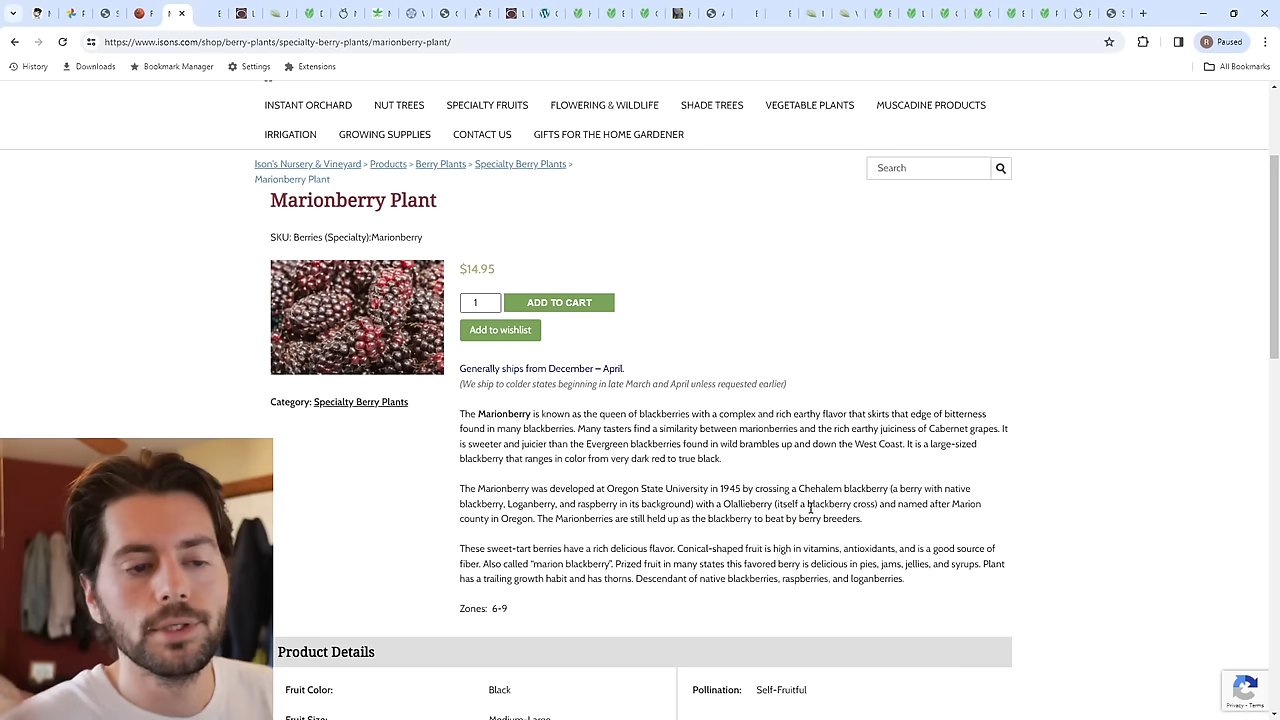 https://www.isons.com/shop/berry-plants/specialty-berry-plants/marionberry-plant/
R Paused
History Downloads Bookmark Manager Settings Extensions All Bookmarks
INSTANT ORCHARD NUT TREES SPECIALTY FRUITS FLOWERING & WILDLIFE SHADE TREES VEGETABLE PLANTS MUSCADINE PRODUCTS
IRRIGATION GROWING SUPPLIES CONTACT US GIFTS FOR THE HOME GARDENER
Ison's Nursery & Vineyard > Products > Berry Plants > Specialty Berry Plants >
Marionberry Plant
Search
Marionberry Plant
SKU: Berries (Specialty):Marionberry
$14.95
1 ADD TO CART
Add to wishlist
Generally ships from December – April.
(We ship to colder states beginning in late March and April unless requested earlier)
Category: Specialty Berry Plants
The Marionberry is known as the queen of blackberries with a complex and rich earthy flavor that skirts that edge of bitterness
found in many blackberries. Many tasters find a similarity between marionberries and the rich earthy juiciness of Cabernet grapes. It
is sweeter and juicier than the Evergreen blackberries found in wild brambles up and down the West Coast. It is a large-sized
blackberry that ranges in color from very dark red to true black.
The Marionberry was developed at Oregon State University in 1945 by crossing a Chehalem blackberry (a berry with native
blackberry, Loganberry, and raspberry in its background) with a Olallieberry (itself a blackberry cross) and named after Marion
county in Oregon. The Marionberries are still held up as the blackberry to beat by berry breeders.
These sweet-tart berries have a rich delicious flavor. Conical-shaped fruit is high in vitamins, antioxidants, and is a good source of
fiber. Also called "marion blackberry". Prized fruit in many states this favored berry is delicious in pies, jams, jellies, and syrups. Plant
has a trailing growth habit and has thorns. Descendant of native blackberries, raspberries, and loganberries.
Zones: 6-9
Product Details
Fruit Color: Black
Pollination: Self-Fruitful
Fruit Size: Medium-Large
Privacy - Terms